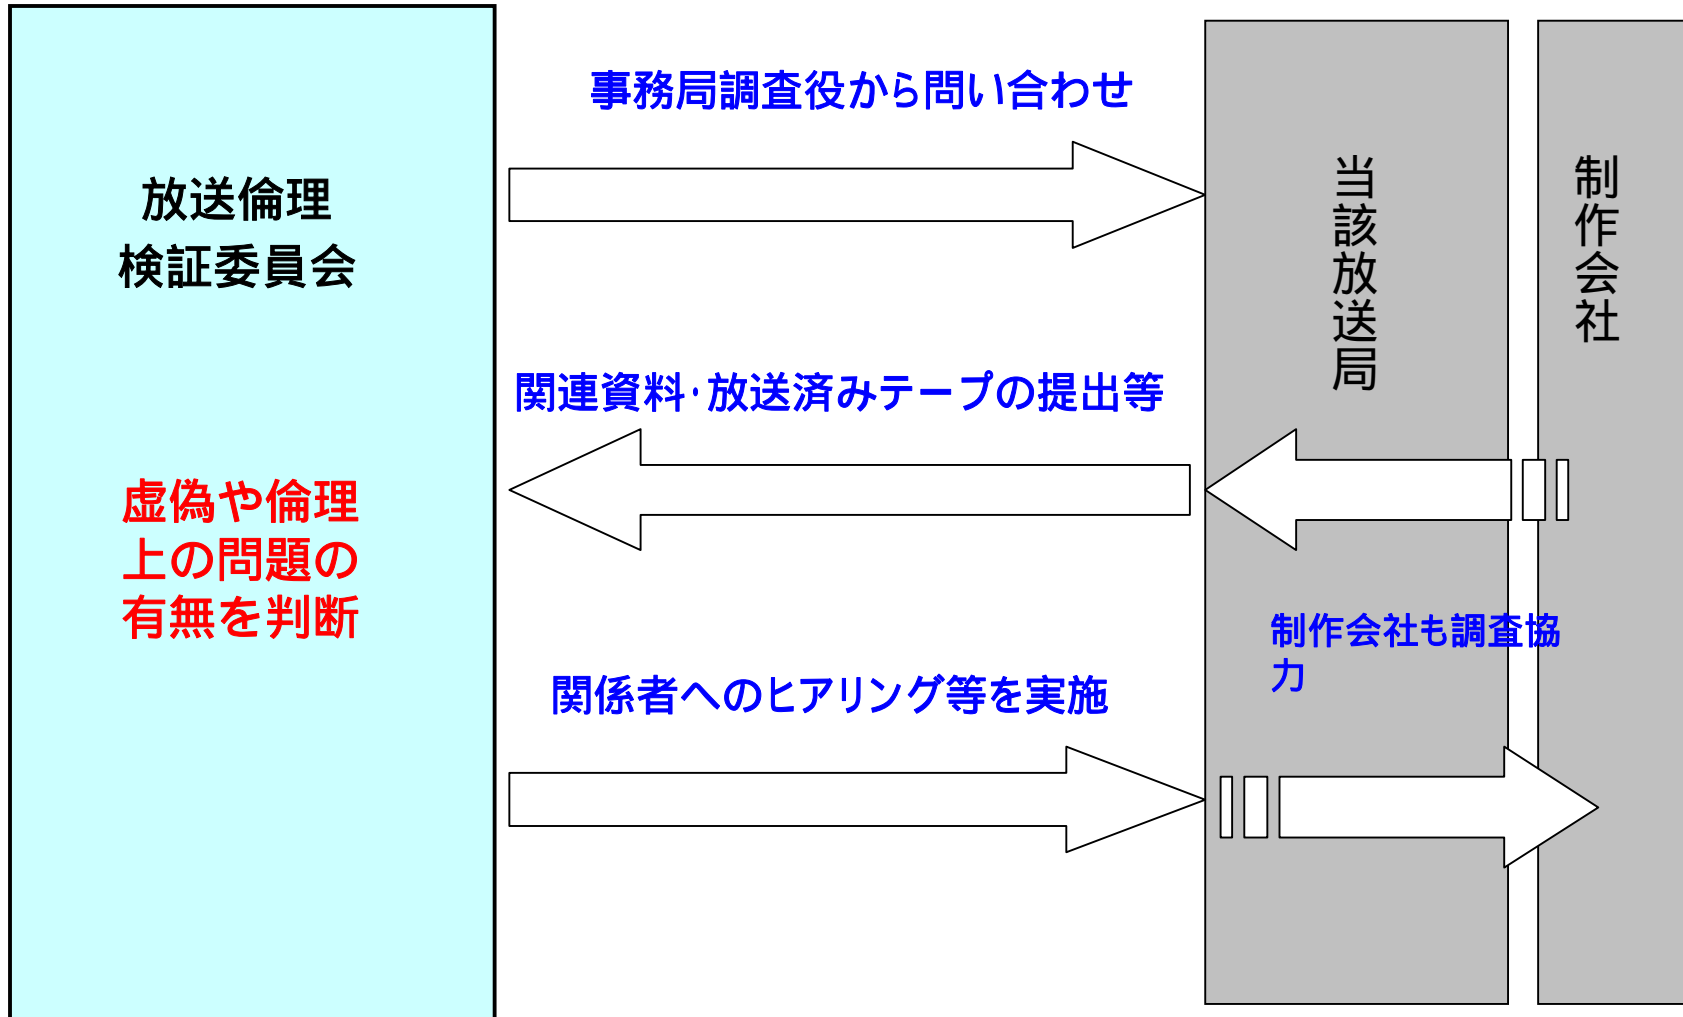 放送倫理
検証委員会
虚偽や倫理
上の問題の
有無を判断
事務局調査役から問い合わせ
関連資料・放送済みテープの提出等
関係者へのヒアリング等を実施
当該放送局
制作会社
制作会社も調査協
力